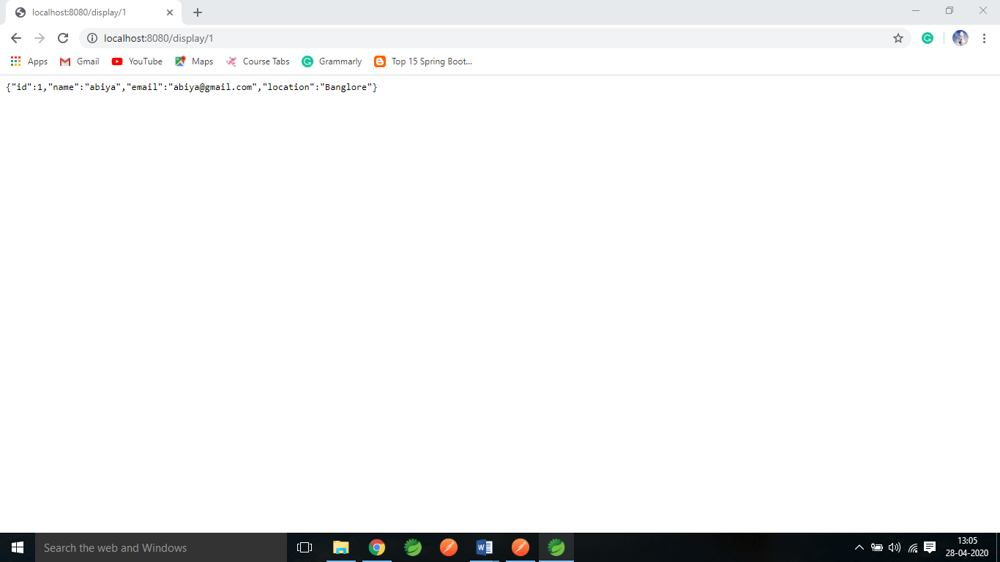 localhost:8080/display/1
localhost:8080/display/1
Apps Gmail YouTube Maps Course Tabs Grammarly Top 15 Spring Boot...
{"id":1,"name":"abiya","email":"abiya@gmail.com","location":"Banglore"}
Search the web and Windows
13:05
28-04-2020